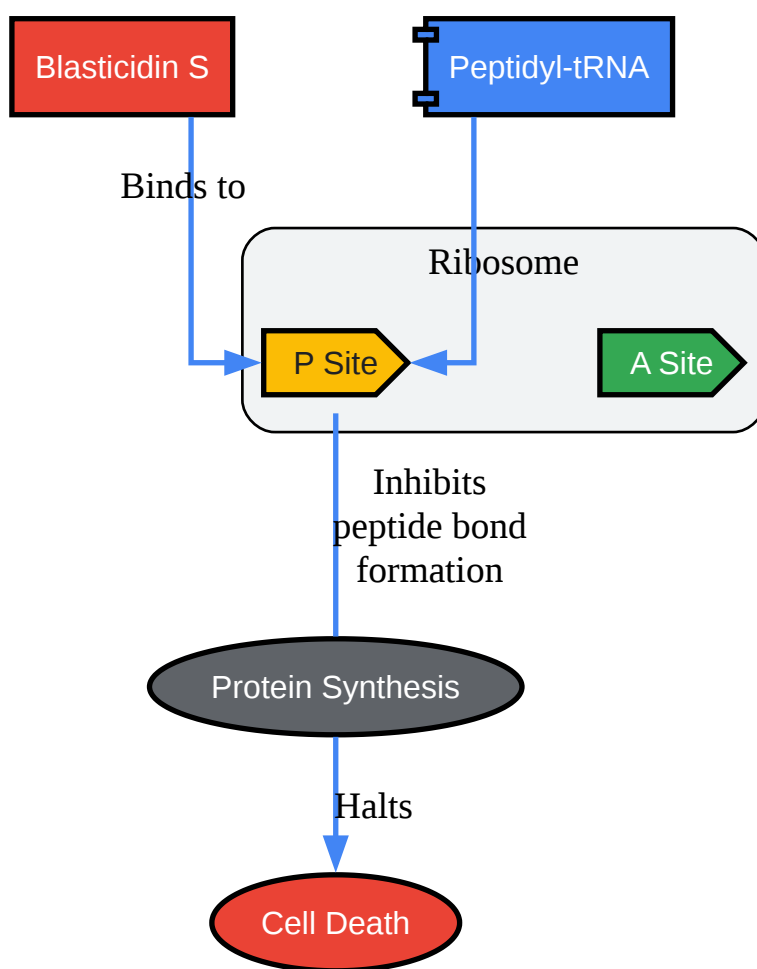 Blasticidin S
Peptidyl-tRNA
Binds to
Ribosome
P Site
A Site
Inhibits
peptide bond
formation
Protein Synthesis
Halts
Cell Death